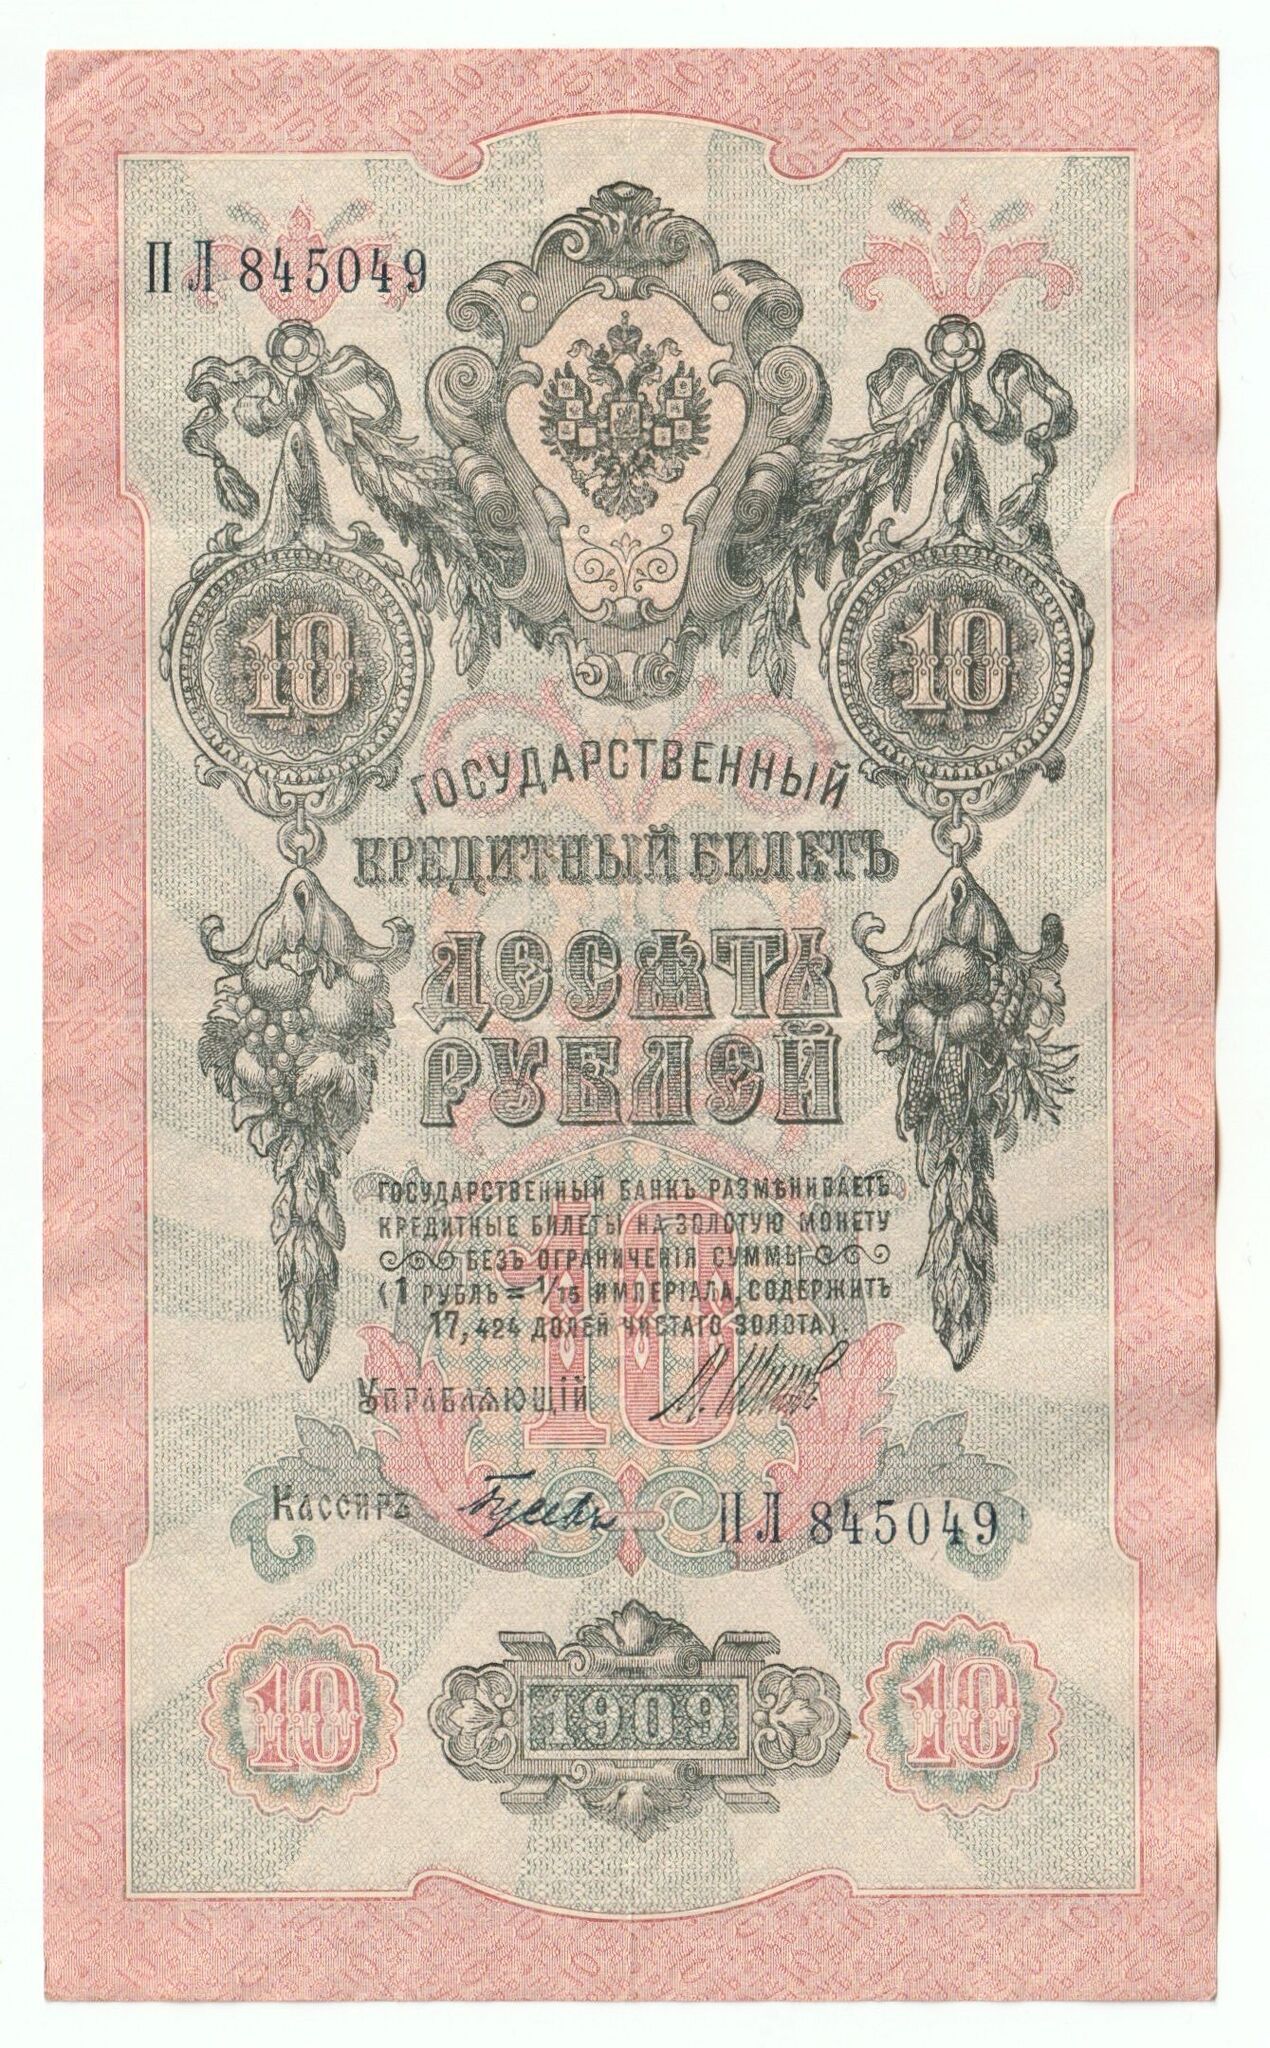 ПЛ 845049
10 10
ГОСУДАРСТВЕННЫЙ
КРЕДИТНЫЙ БИЛЕТЪ
ДЕСЯТЬ
РУБЛЕЙ
ГОСУДАРСТВЕННЫЙ БАНКЪ РАЗМѢНИВАЕТЪ
КРЕДИТНЫЕ БИЛЕТЫ НА ЗОЛОТУЮ МОНЕТУ
БЕЗЪ ОГРАНИЧЕНІЯ СУММЫ
(1 РУБЛЬ = 1/15 ИМПЕРІАЛА, СОДЕРЖИТЪ
17,424 ДОЛЕЙ ЧИСТАГО ЗОЛОТА).
10
УПРАВЛЯЮЩІЙ
КАССИРЪ
ПЛ 845049
10 1909 10